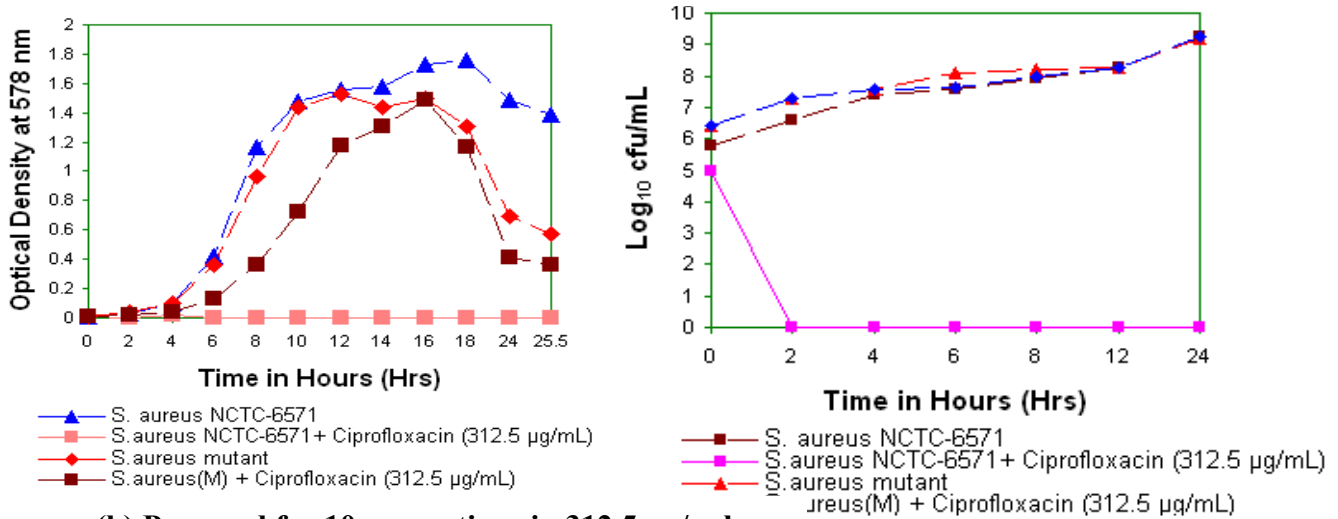 Optical Density at 578 nm
2
1.8
1.6
1.4
1.2
1
0.8
0.6
0.4
0.2
0
0 2 4 6 8 10 12 14 16 18 24 25.5
Time in Hours (Hrs)
S. aureus NCTC-6571
S.aureus NCTC-6571+ Ciprofloxacin (312.5 µg/mL)
S.aureus mutant
S.aureus(M) + Ciprofloxacin (312.5 µg/mL)
Log10 cfu/mL
10
9
8
7
6
5
4
3
2
1
0
0 2 4 6 8 12 24
Time in Hours (Hrs)
S. aureus NCTC-6571
S.aureus NCTC-6571+ Ciprofloxacin (312.5 µg/mL)
S.aureus mutant
ureus(M) + Ciprofloxacin (312.5 µg/mL)